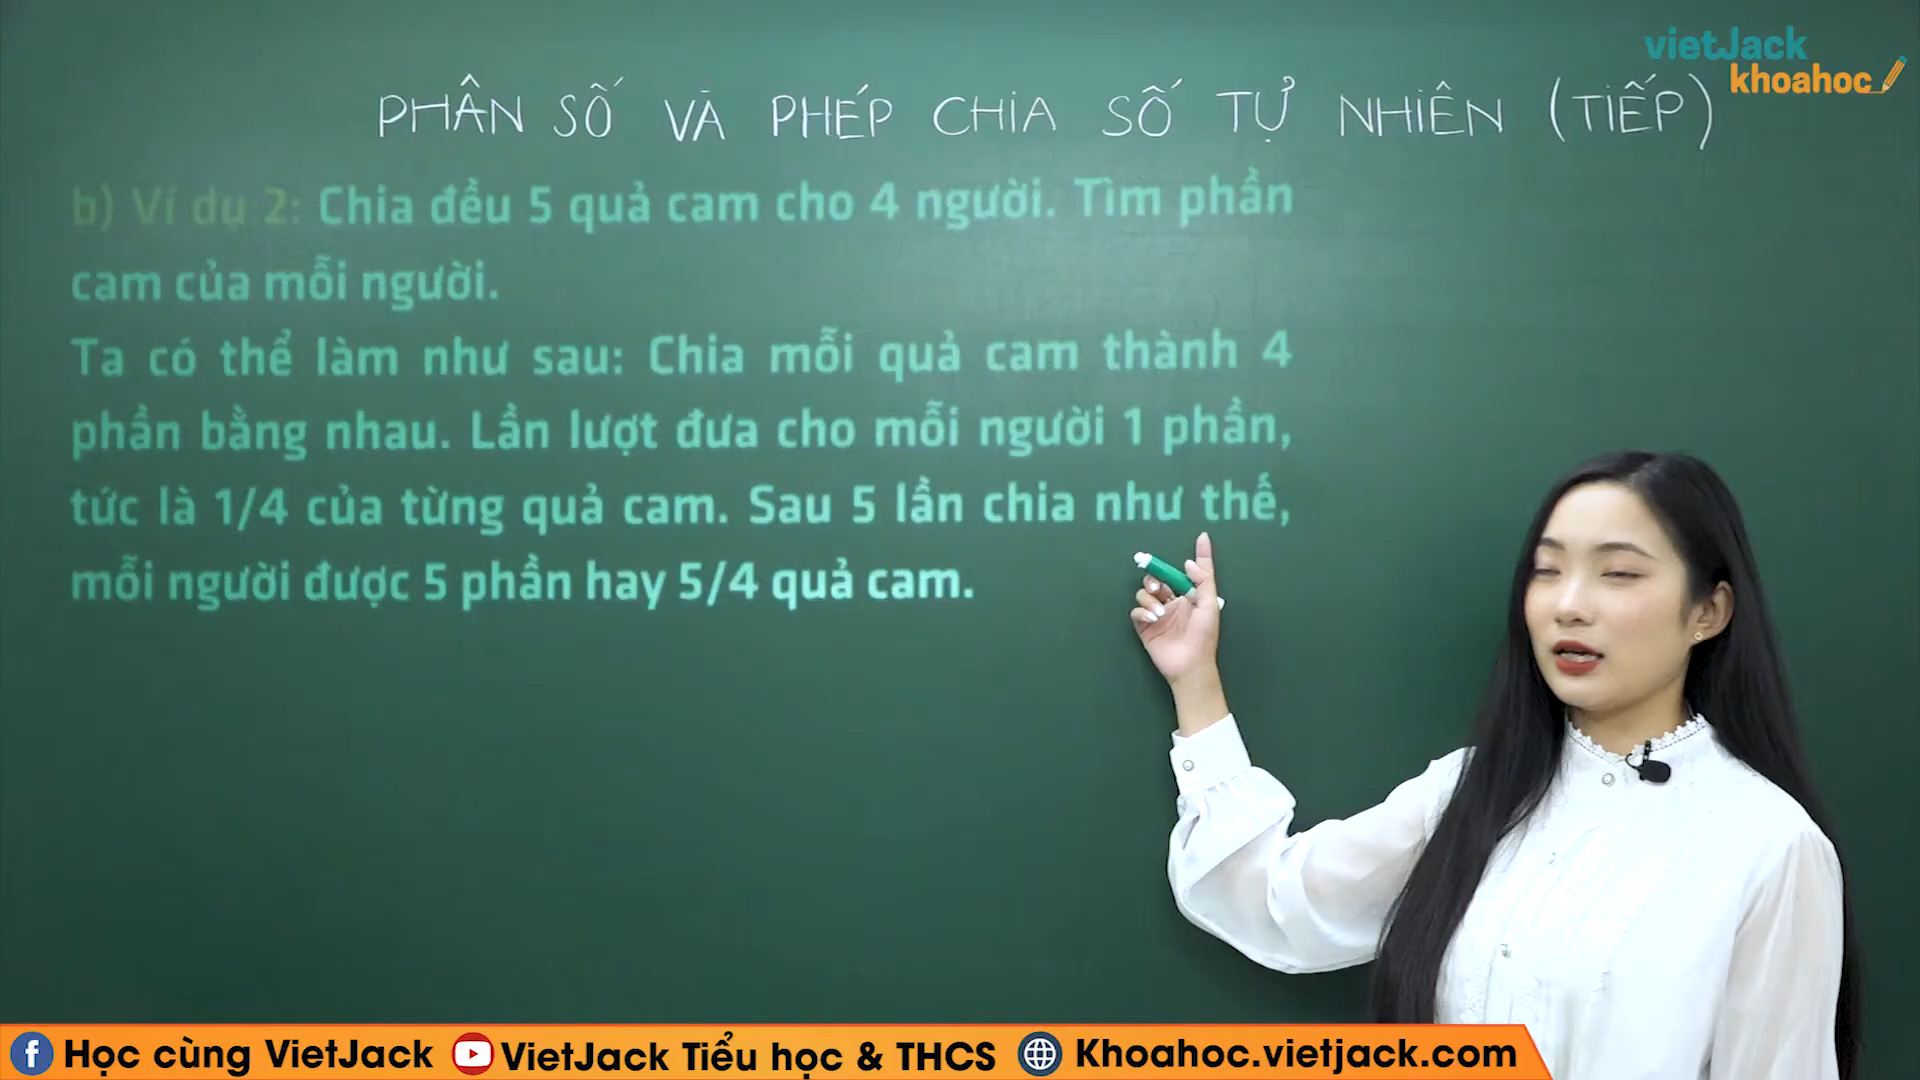 vietJack
khoahoc
PHÂN SỐ VÀ PHÉP CHIA SỐ TỰ NHIÊN (TIẾP)
b) Ví dụ 2: Chia đều 5 quả cam cho 4 người. Tìm phần
cam của mỗi người.
Ta có thể làm như sau: Chia mỗi quả cam thành 4
phần bằng nhau. Lần lượt đưa cho mỗi người 1 phần,
tức là 1/4 của từng quả cam. Sau 5 lần chia như thế,
mỗi người được 5 phần hay 5/4 quả cam.
Học cùng VietJack VietJack Tiểu học & THCS Khoahoc.vietjack.com